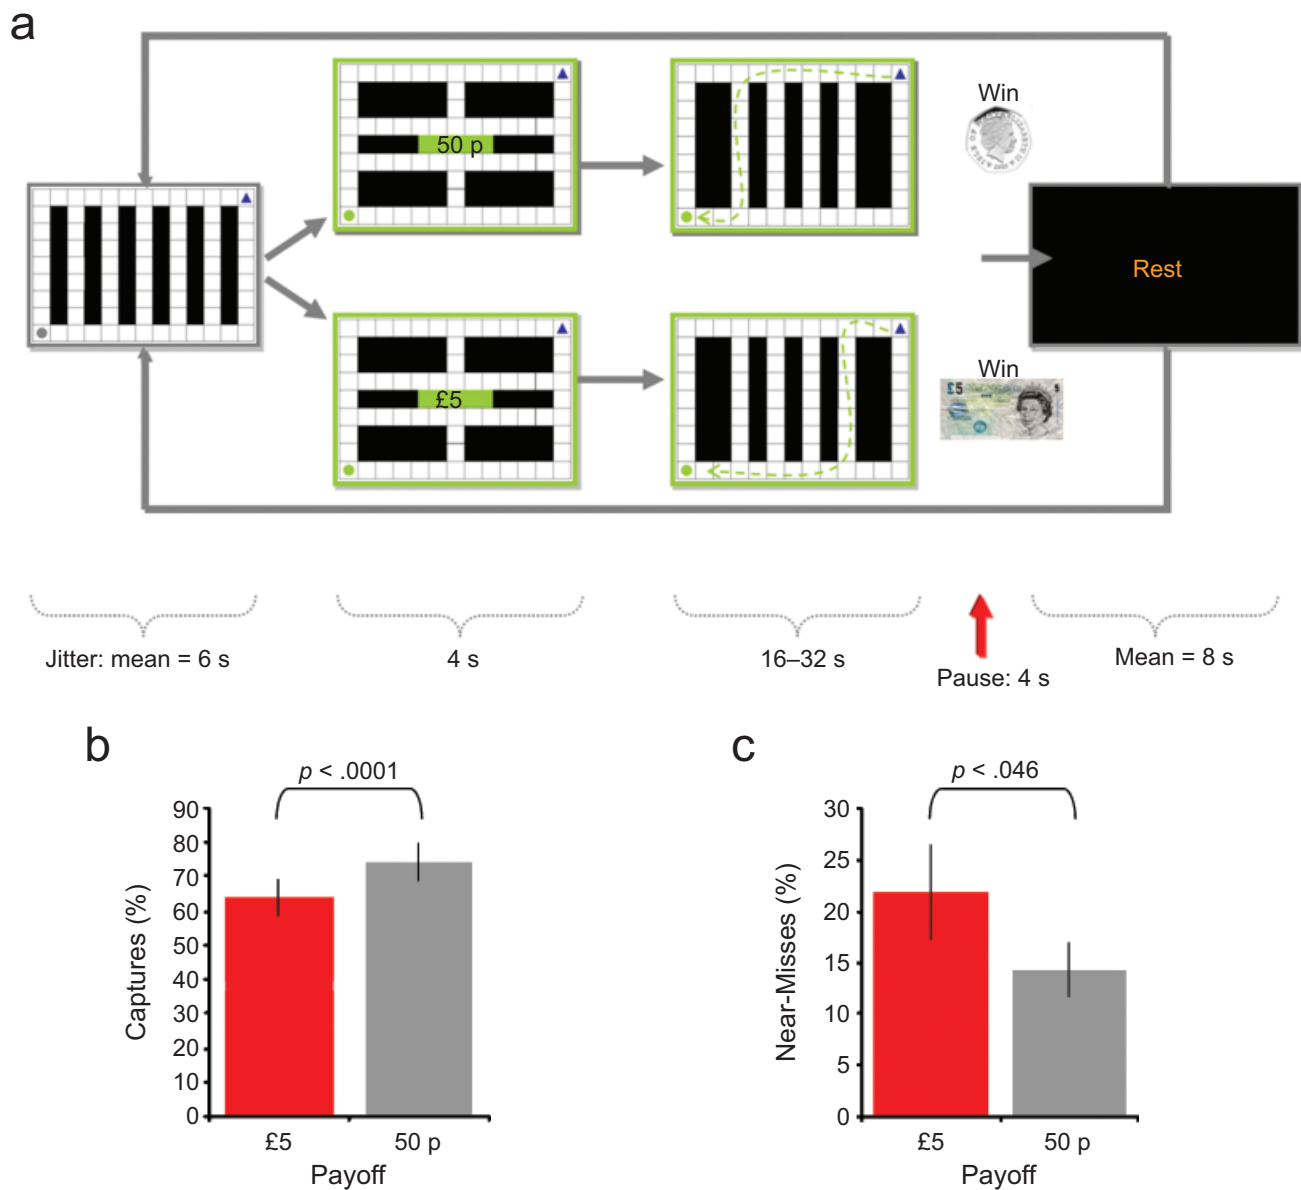 a
50 p
Win
Rest
£5
Win
£5
Jitter: mean = 6 s
4 s
16–32 s
Pause: 4 s
Mean = 8 s
b
p < .0001
90
80
70
60
50
40
30
20
10
0
Captures (%)
£5
50 p
Payoff
c
p < .046
30
25
20
15
10
5
0
Near-Misses (%)
£5
50 p
Payoff